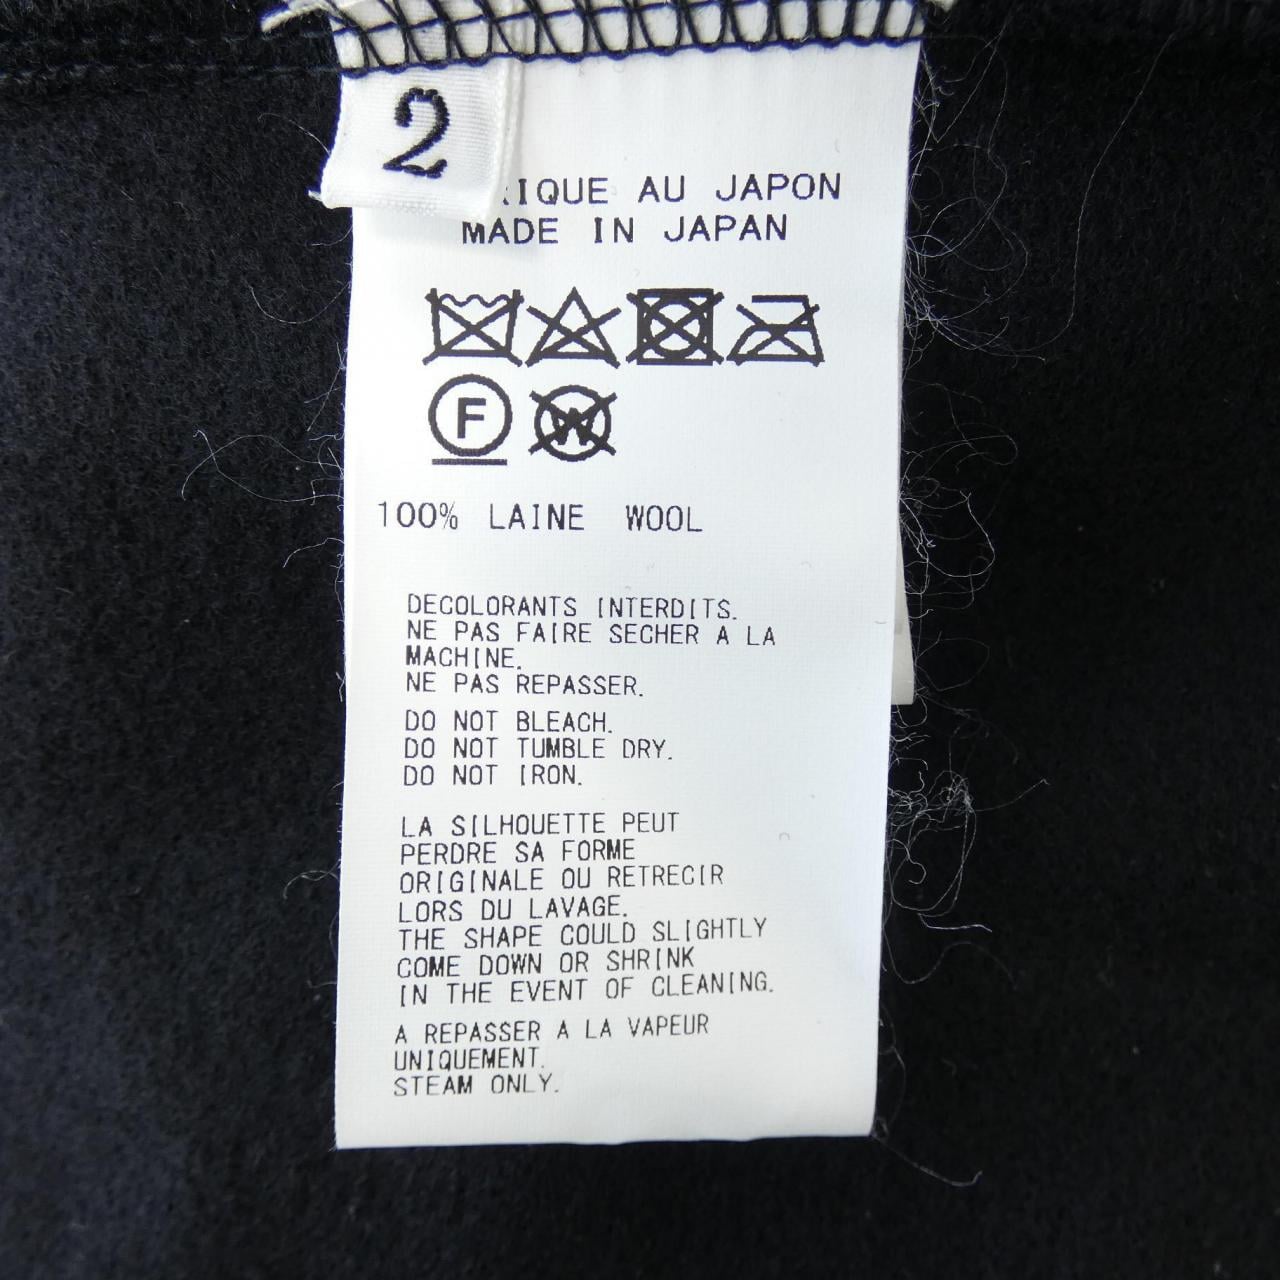 2
AU JAPON
MADE IN JAPAN
F
W
100% LAINE WOOL
DECOLORANTS INTERDITS.
NE PAS FAIRE SECHER A LA
MACHINE.
NE PAS REPASSER.
DO NOT BLEACH.
DO NOT TUMBLE DRY.
DO NOT IRON.
LA SILHOUETTE PEUT
PERDRE SA FORME
ORIGINALE OU RETRECIR
LORS DU LAVAGE.
THE SHAPE COULD SLIGHTLY
COME DOWN OR SHRINK
IN THE EVENT OF CLEANING.
A REPASSER A LA VAPEUR
UNIQUEMENT.
STEAM ONLY.